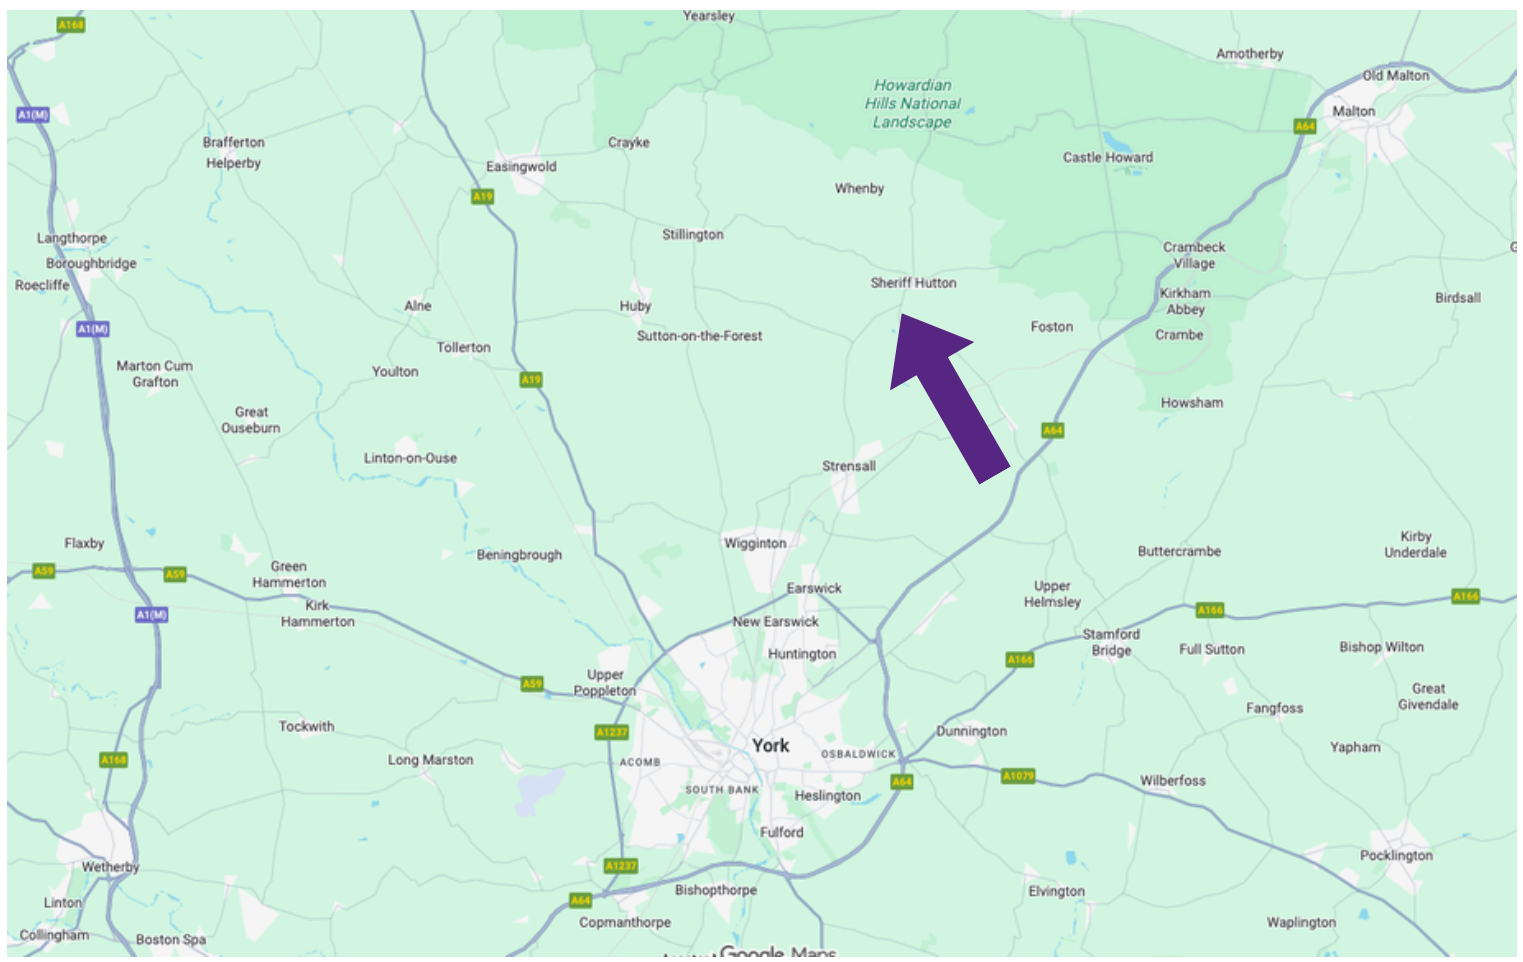 Yearsley
A168
Amotherby
Old Malton
Howardian
Hills National
Landscape
A1(M)
Malton
A64
Brafferton
Helperby
Crayke
Easingwold
Castle Howard
Whenby
A19
Langthorpe
Stillington
Crambeck
Village
G
Boroughbridge
Roecliffe
Sheriff Hutton
Kirkham
Abbey
Birdsall
Alne
Huby
A1(M)
Foston
Sutton-on-the-Forest
Crambe
Tollerton
Marton Cum
Grafton
Youlton
A19
Howsham
Great
Ouseburn
A64
Linton-on-Ouse
Strensall
Flaxby
Wigginton
Kirby
Underdale
Beningbrough
Buttercrambe
A59
A59
Green
Hammerton
Earswick
Upper
Helmsley
A166
A166
Kirk
Hammerton
A1(M)
New Earswick
Stamford
Bridge
Full Sutton
Bishop Wilton
Huntington
A166
Upper
Poppleton
A59
Great
Givendale
Fangfoss
Tockwith
A1237
Dunnington
York
Yapham
OSBALDWICK
Long Marston
ACOMB
A168
A1079
Wilberfoss
A64
SOUTH BANK
Heslington
Fulford
Pocklington
Wetherby
A1237
Bishopthorpe
Elvington
Linton
A64
Copmanthorpe
Waplington
Collingham
Boston Spa
Google Maps